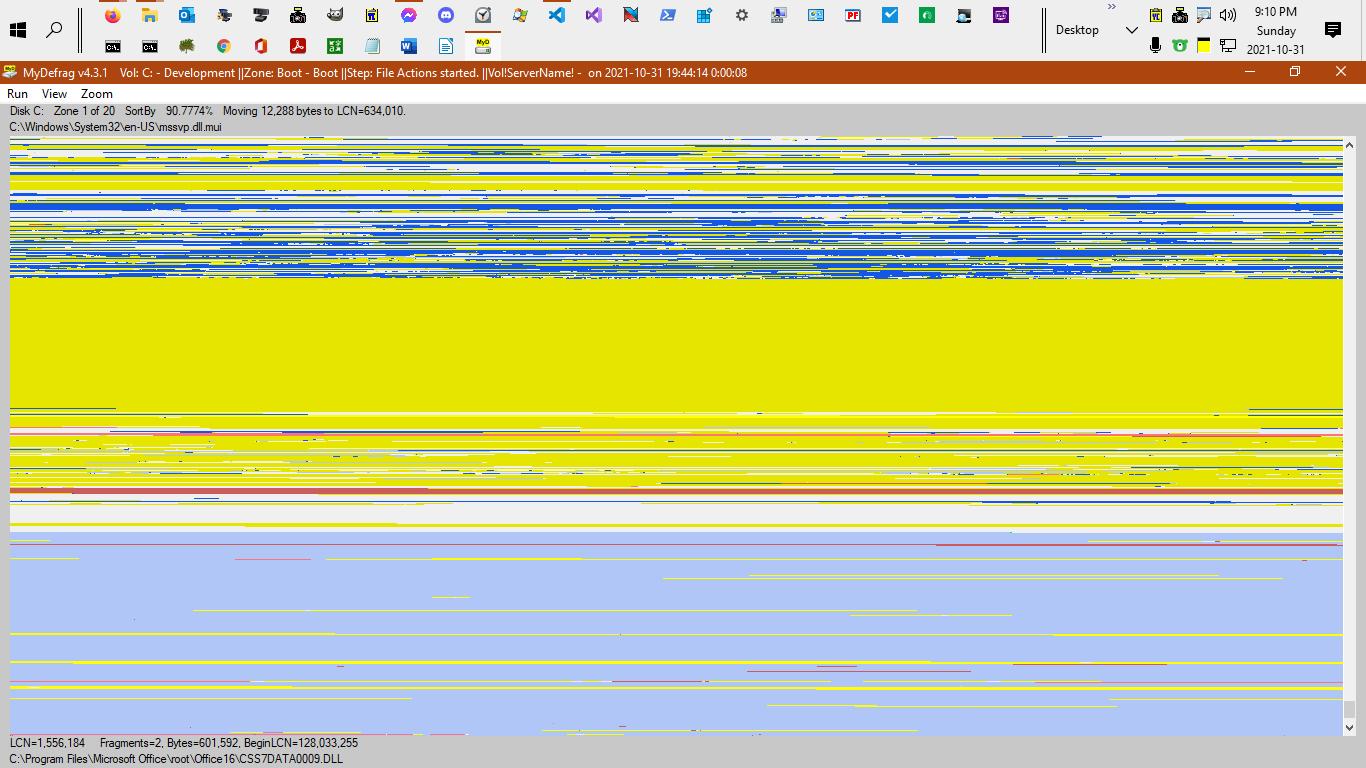 9:10 PM
Desktop
Sunday
2021-10-31
MyDefrag v4.3.1 Vol: C: - Development ||Zone: Boot - Boot ||Step: File Actions started. ||Vol!ServerName! - on 2021-10-31 19:44:14 0:00:08
Run View Zoom
Disk C: Zone 1 of 20 SortBy 90.7774% Moving 12,288 bytes to LCN=634,010.
C:\Windows\System32\en-US\mssvp.dll.mui
LCN=1,556,184 Fragments=2, Bytes=601,592, BeginLCN=128,033,255
C:\Program Files\Microsoft Office\root\Office16\CSS7DATA0009.DLL